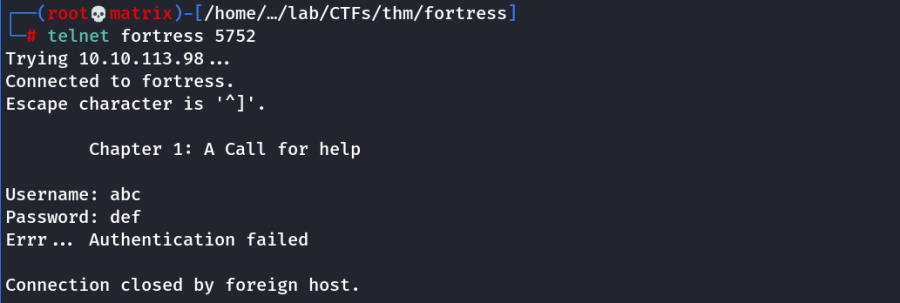 ┌──(root💀matrix)-[/home/…/lab/CTFs/thm/fortress]
└─# telnet fortress 5752
Trying 10.10.113.98...
Connected to fortress.
Escape character is '^]'.
Chapter 1: A Call for help
Username: abc
Password: def
Errr... Authentication failed
Connection closed by foreign host.